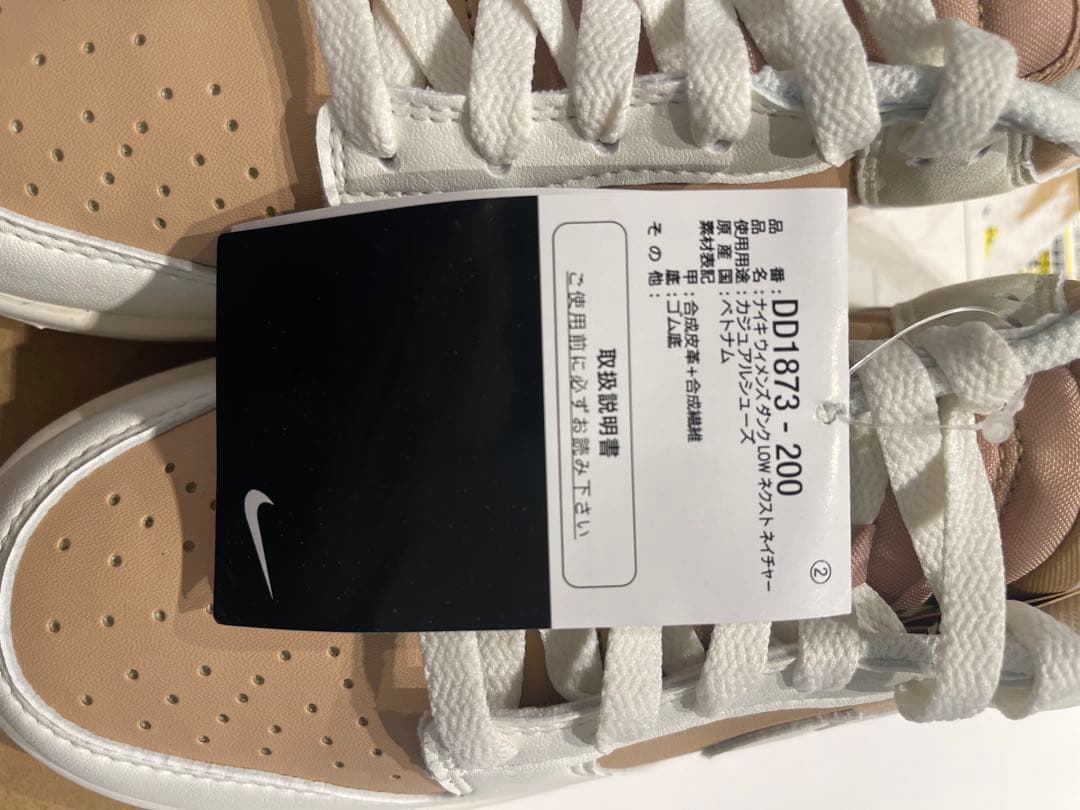 品番：DD1873 - 200
品名：ナイキ ウィメンズ ダンク LOW ネクスト ネイチャー
使用用途：カジュアルシューズ
原産国：ベトナム
素材表記 甲：合成皮革＋合成繊維
底：ゴム底
その他：
②
取扱説明書
ご使用前に必ずお読み下さい